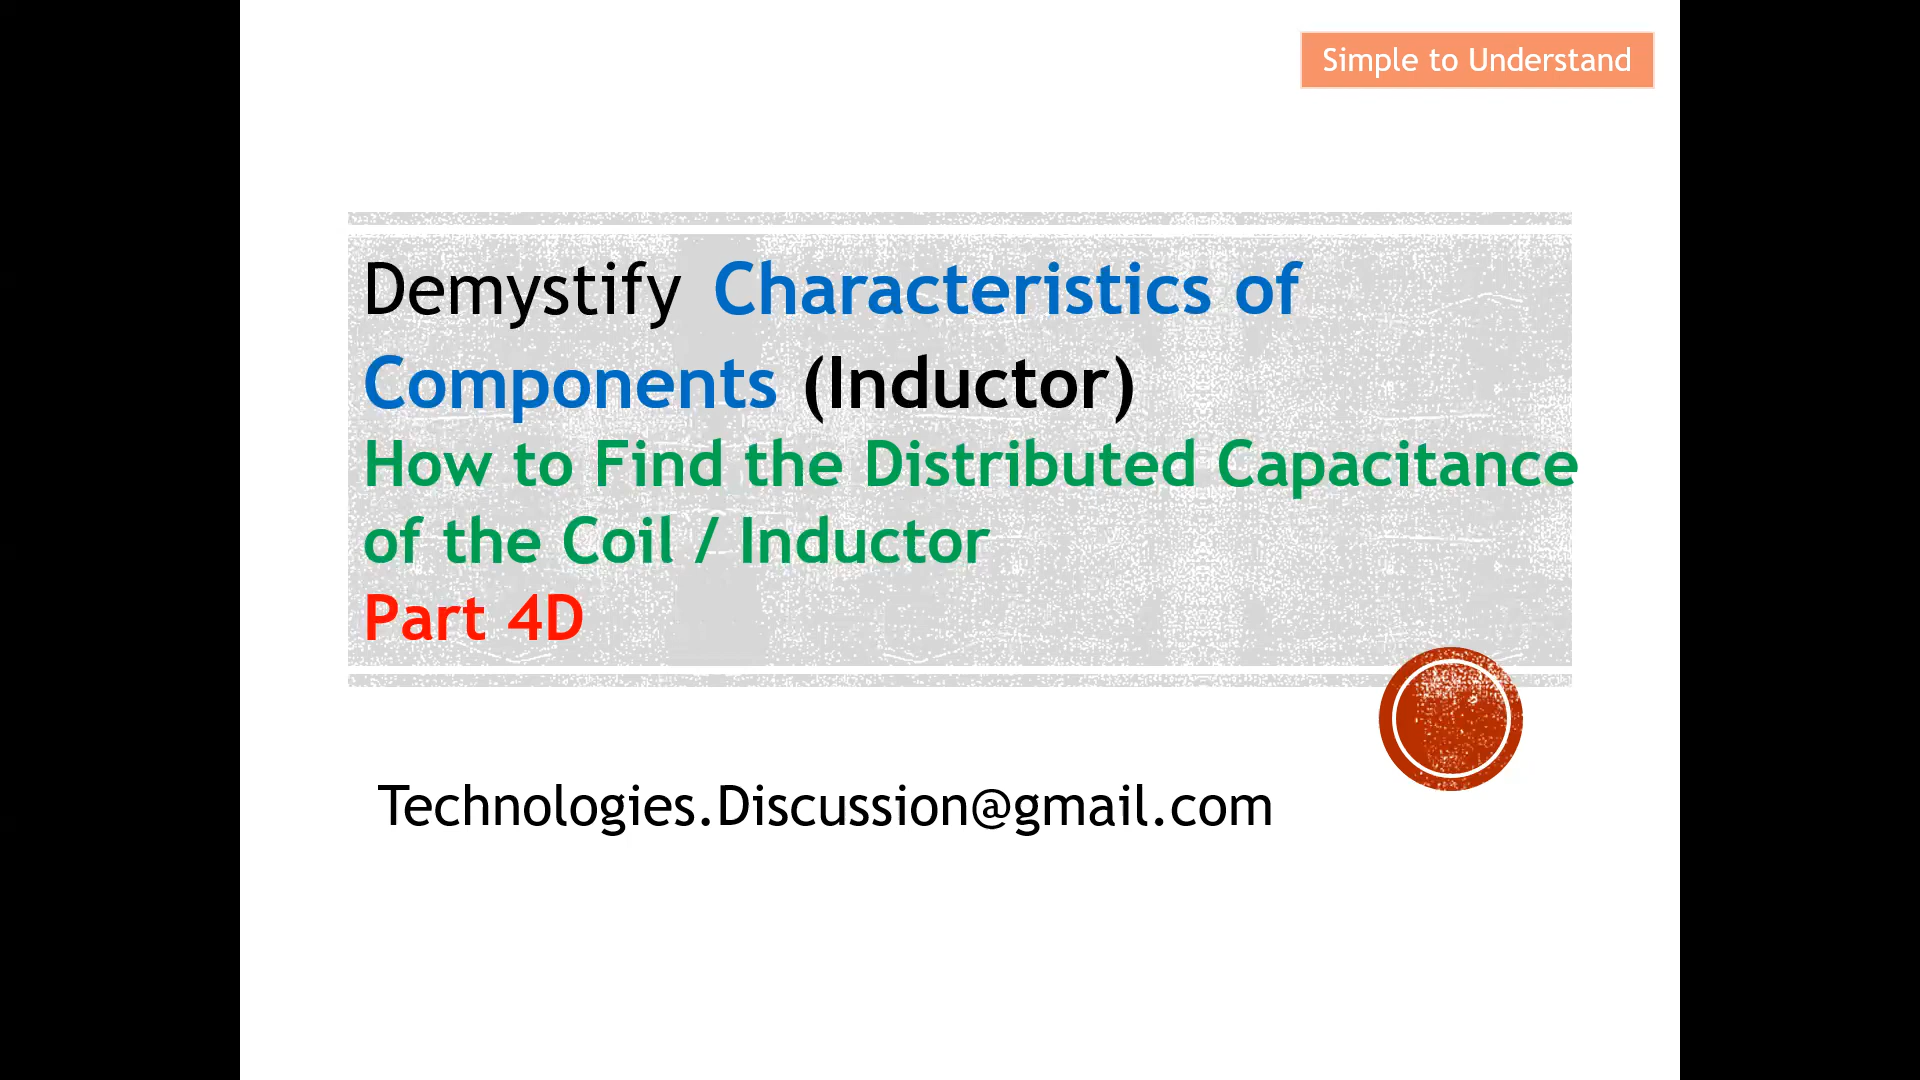 Simple to Understand
Demystify Characteristics of
Components (Inductor)
How to Find the Distributed Capacitance
of the Coil / Inductor
Part 4D
Technologies.Discussion@gmail.com